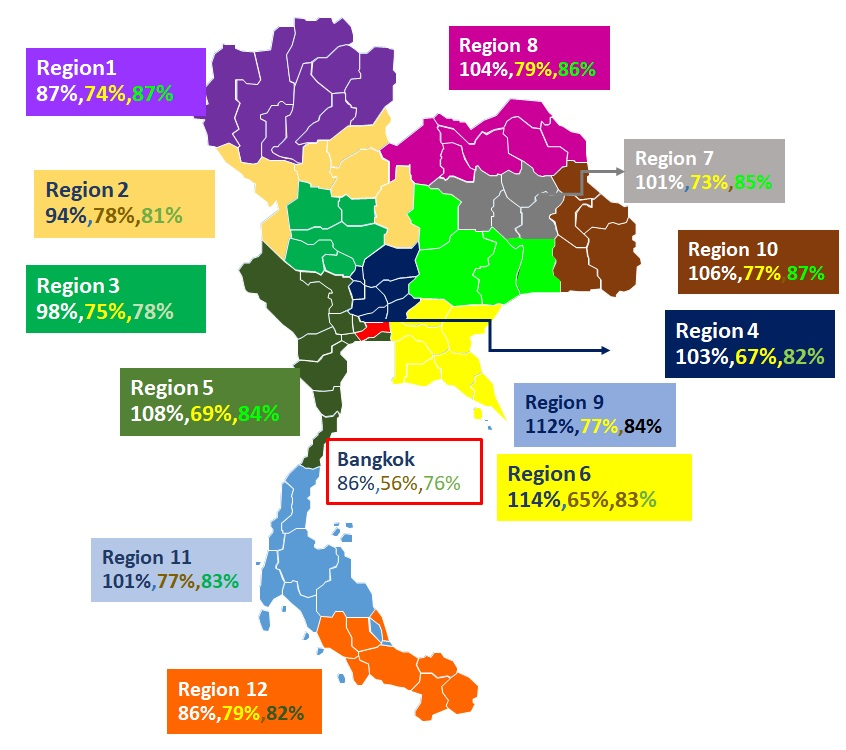 Region1
87%,74%,87%
Region 8
104%,79%,86%
Region 7
101%,73%,85%
Region 2
94%,78%,81%
Region 10
106%,77%,87%
Region 3
98%,75%,78%
Region 4
103%,67%,82%
Region 5
108%,69%,84%
Region 9
112%,77%,84%
Bangkok
86%,56%,76%
Region 6
114%,65%,83%
Region 11
101%,77%,83%
Region 12
86%,79%,82%